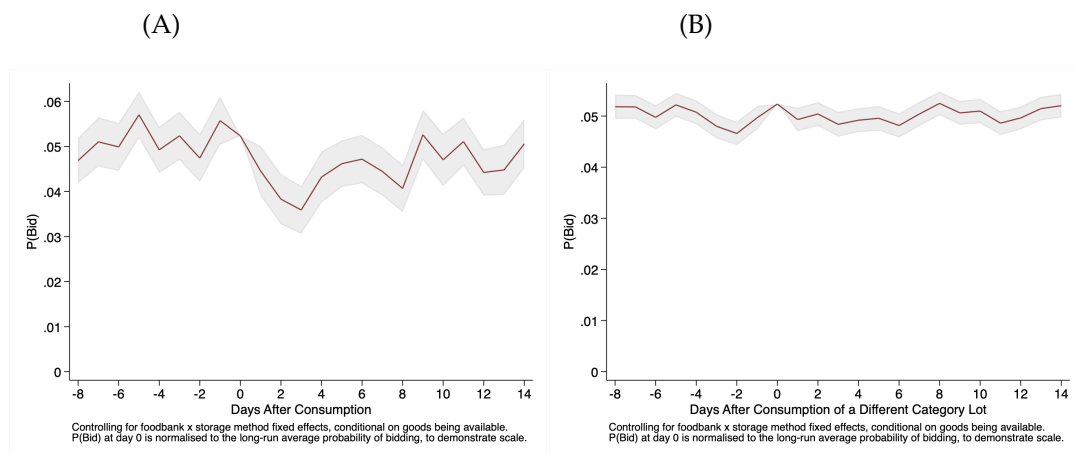 (A)
(B)
P(Bid)
.06
.05
.04
.03
.02
.01
0
-8 -6 -4 -2 0 2 4 6 8 10 12 14
Days After Consumption
Controlling for foodbank x storage method fixed effects, conditional on goods being available.
P(Bid) at day 0 is normalised to the long-run average probability of bidding, to demonstrate scale.
P(Bid)
.05
.04
.03
.02
.01
0
-8 -6 -4 -2 0 2 4 6 8 10 12 14
Days After Consumption of a Different Category Lot
Controlling for foodbank x storage method fixed effects, conditional on goods being available.
P(Bid) at day 0 is normalised to the long-run average probability of bidding, to demonstrate scale.